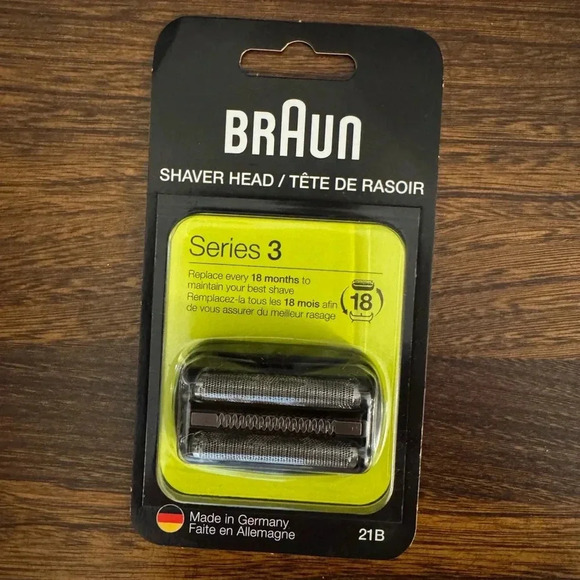 BRAUN
SHAVER HEAD / TÊTE DE RASOIR
Series 3
Replace every 18 months to
maintain your best shave
Remplacez-la tous les 18 mois afin
de vous assurer du meilleur rasage
18
Made in Germany
Faite en Allemagne
21B